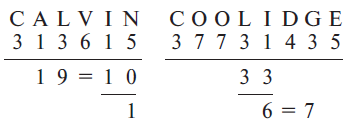 C A L V I N C O O L I D G E
3 1 3 6 1 5 3 7 7 3 1 4 3 5
1 9 = 1 0 3 3
1 6 = 7